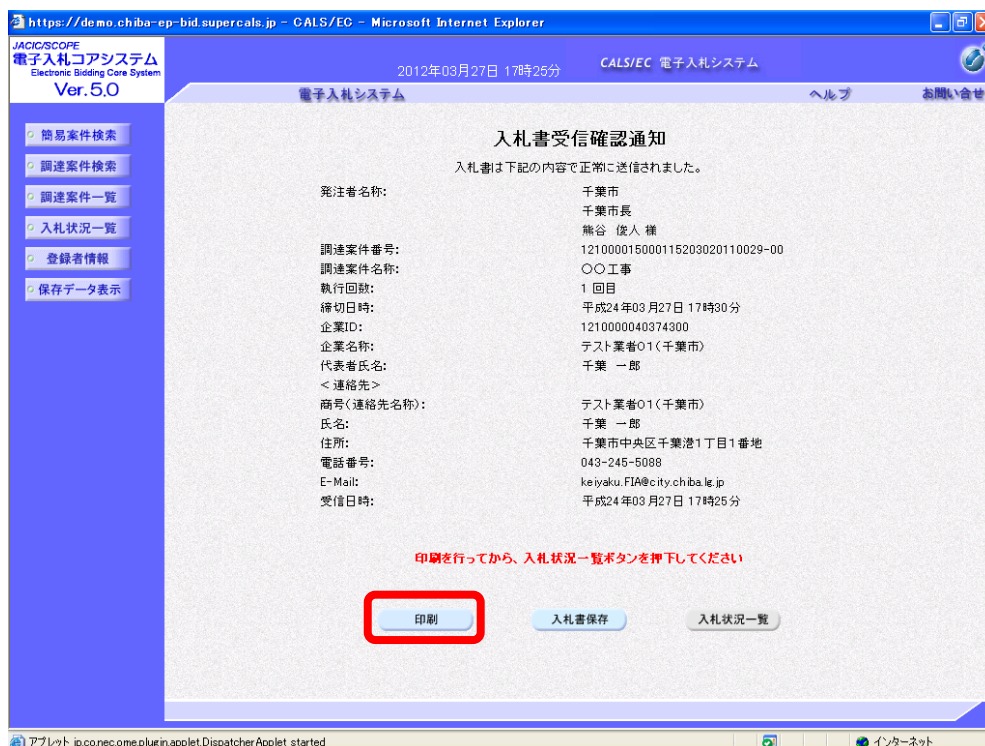 https://demo.chiba-ep-bid.supercals.jp - CALS/EC - Microsoft Internet Explorer
JACIC/SCOPE
電子入札コアシステム
Electronic Bidding Core System
Ver.5.0
2012年03月27日 17時25分
CALS/EC 電子入札システム
電子入札システム
ヘルプ
お問い合せ
簡易案件検索
調達案件検索
調達案件一覧
入札状況一覧
登録者情報
保存データ表示
入札書受信確認通知
入札書は下記の内容で正常に送信されました。
発注者名称: 千葉市
千葉市長
熊谷 俊人 様
調達案件番号: 121000015000115203020110029-00
調達案件名称: 〇〇工事
執行回数: 1 回目
締切日時: 平成24年03月27日 17時30分
企業ID: 1210000040374300
企業名称: テスト業者01(千葉市)
代表者氏名: 千葉 一郎
<連絡先>
商号(連絡先名称): テスト業者01(千葉市)
氏名: 千葉 一郎
住所: 千葉市中央区千葉港1丁目1番地
電話番号: 043-245-5088
E-Mail: keiyaku.FIA@city.chiba.lg.jp
受信日時: 平成24年03月27日 17時25分
印刷を行ってから、入札状況一覧ボタンを押下してください
印刷
入札書保存
入札状況一覧
アプレット jp.co.nec.ome.plugin.applet.DispatcherApplet started
インターネット